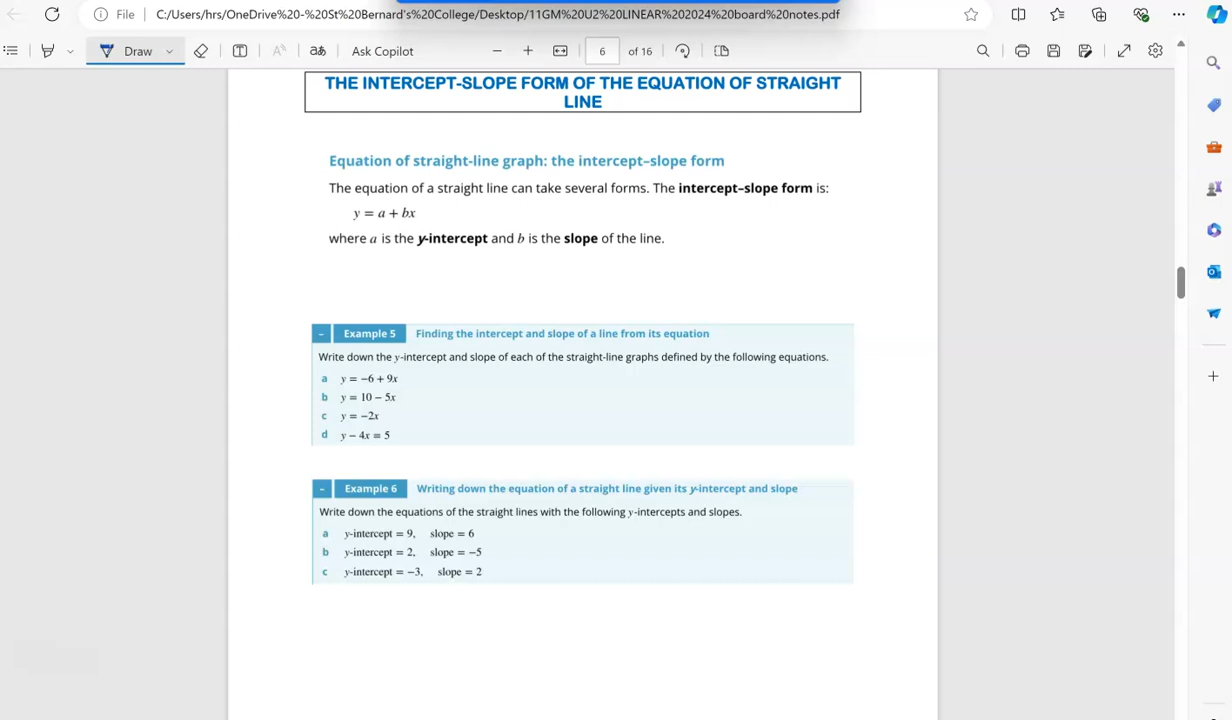 File
C:/Users/hrs/OneDrive%20-%20St%20Bernard's%20College/Desktop/11GM%20U2%20LINEAR%202024%20board%20notes.pdf
Draw
aあ
Ask Copilot
6 of 16
THE INTERCEPT-SLOPE FORM OF THE EQUATION OF STRAIGHT
LINE
Equation of straight-line graph: the intercept–slope form
The equation of a straight line can take several forms. The intercept–slope form is:
y = a + bx
where a is the y-intercept and b is the slope of the line.
Example 5 Finding the intercept and slope of a line from its equation
Write down the y-intercept and slope of each of the straight-line graphs defined by the following equations.
a y = −6 + 9x
b y = 10 − 5x
c y = −2x
d y − 4x = 5
Example 6 Writing down the equation of a straight line given its y-intercept and slope
Write down the equations of the straight lines with the following y-intercepts and slopes.
a y-intercept = 9, slope = 6
b y-intercept = 2, slope = −5
c y-intercept = −3, slope = 2